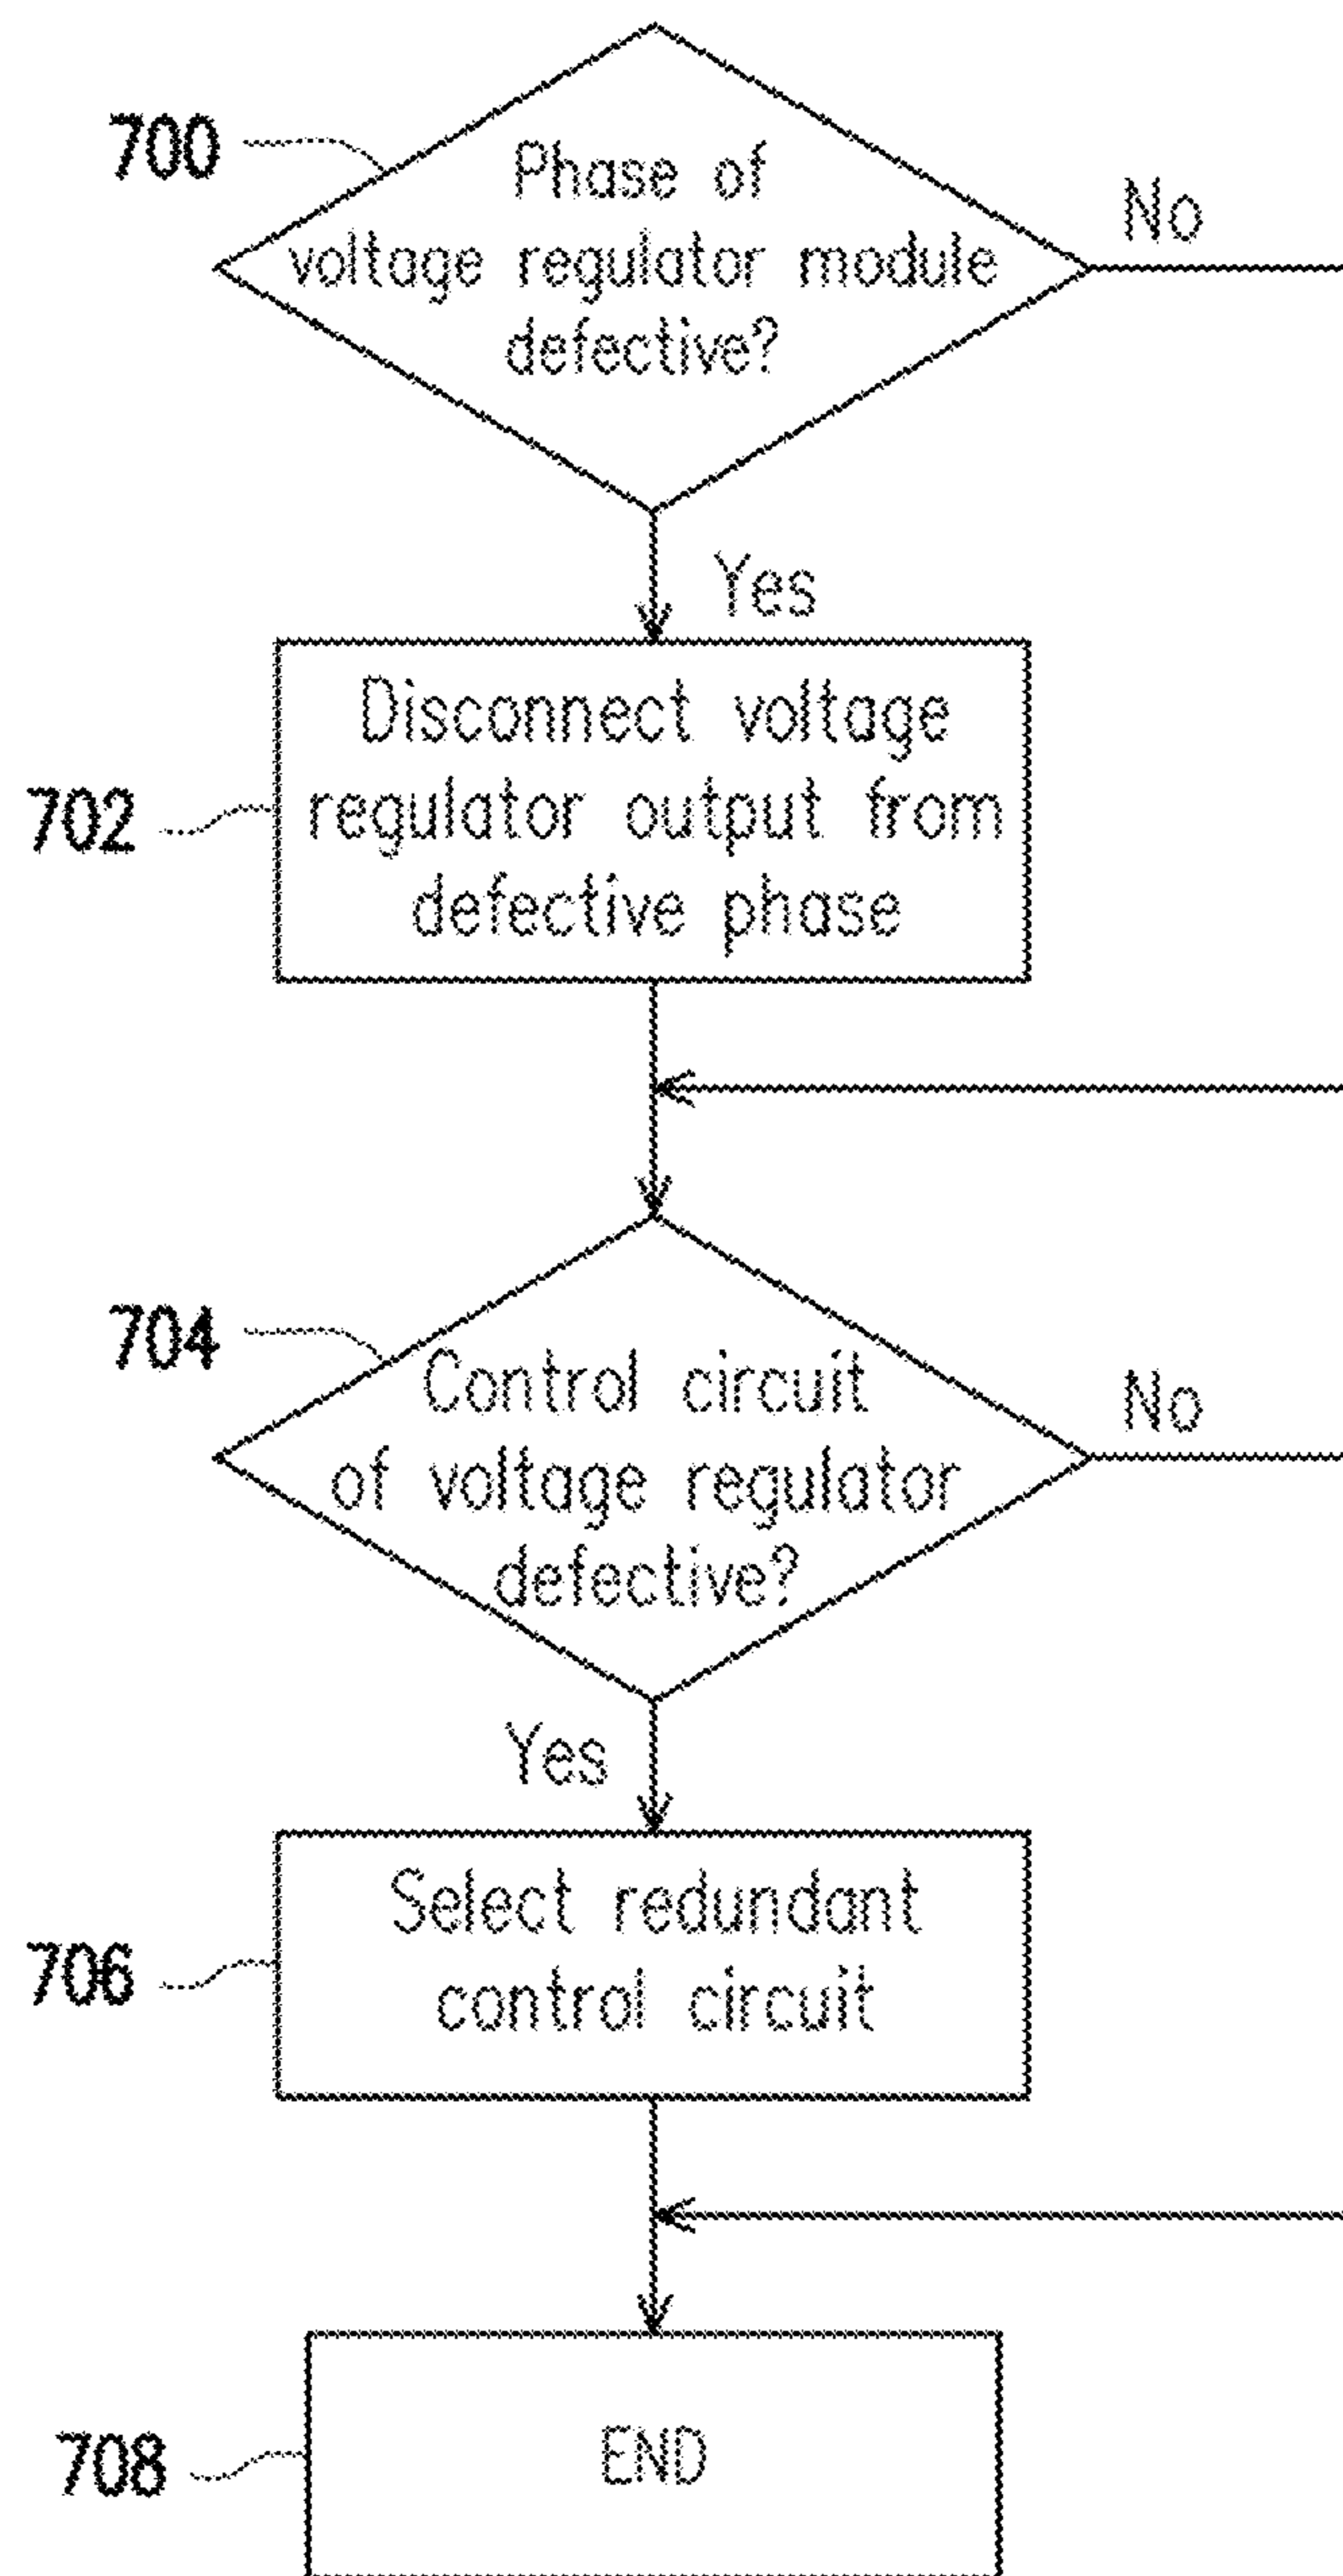 700
Phase of
voltage regulator module
defective?
No
Yes
702
Disconnect voltage
regulator output from
defective phase
704
Control circuit
of voltage regulator
defective?
No
Yes
706
Select redundant
control circuit
708
END